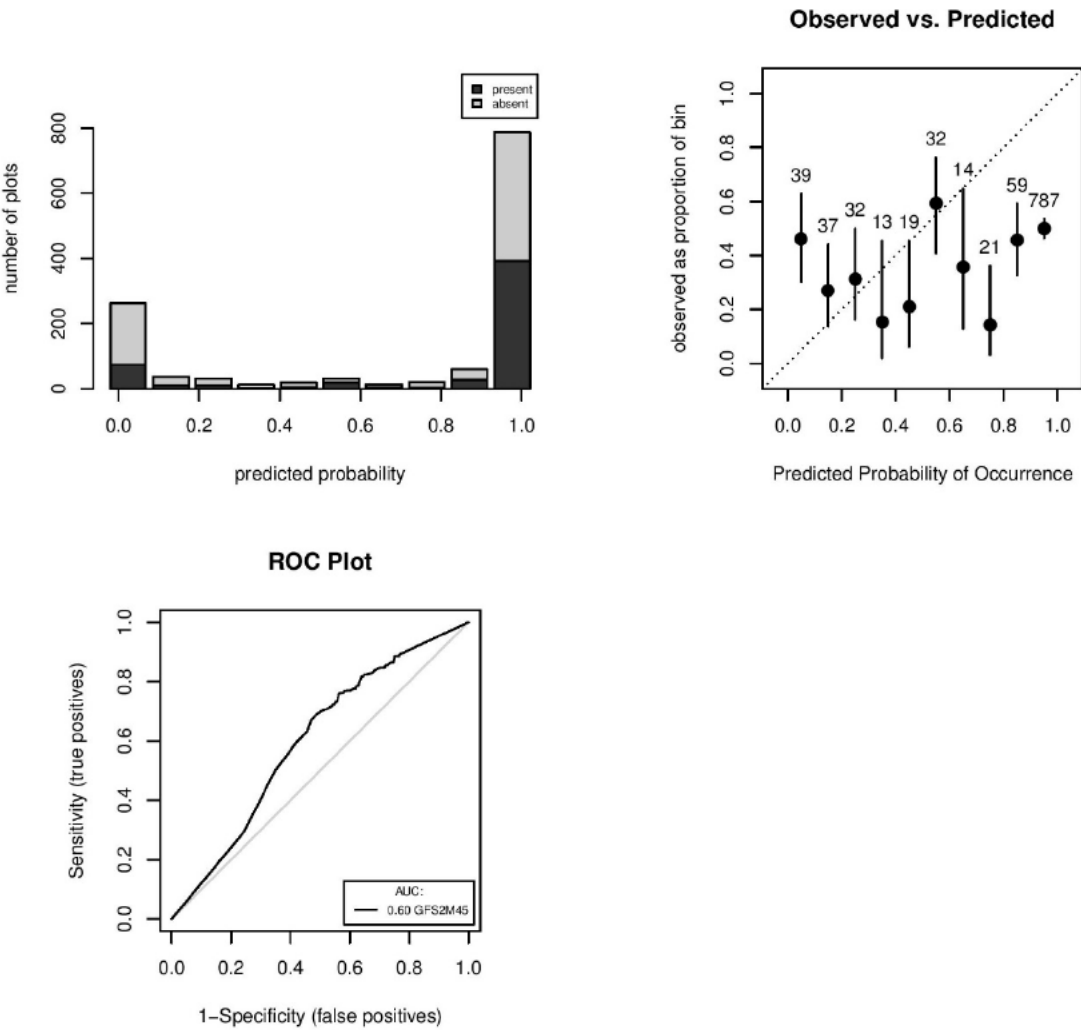 present
absent
number of plots
800
600
400
200
0
0.0 0.2 0.4 0.6 0.8 1.0
predicted probability
Observed vs. Predicted
observed as proportion of bin
1.0
0.8
0.6
0.4
0.2
0.0
39 37 32 13 19 32 14 21 59 787
0.0 0.2 0.4 0.6 0.8 1.0
Predicted Probability of Occurrence
ROC Plot
Sensitivity (true positives)
1.0
0.8
0.6
0.4
0.2
0.0
AUC:
0.60 GFS2M45
0.0 0.2 0.4 0.6 0.8 1.0
1−Specificity (false positives)